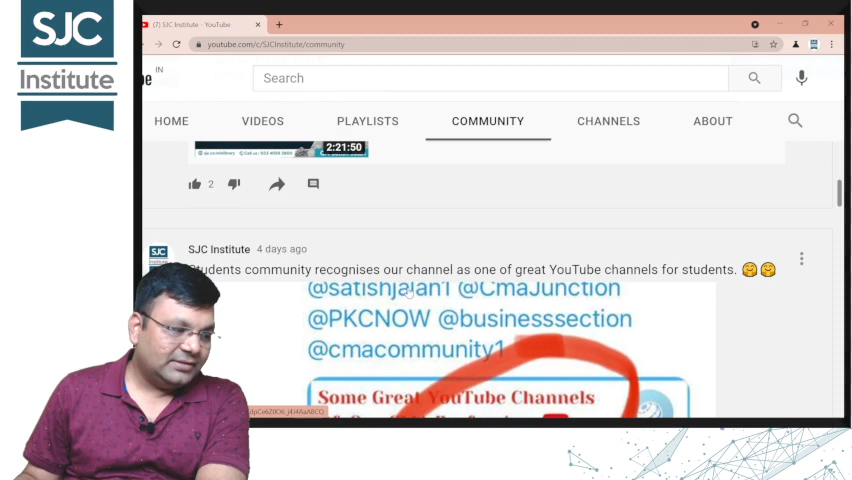 SJC
Institute
(7) SJC Institute - YouTube
youtube.com/c/SJCInstitute/community
be
IN
Search
HOME
VIDEOS
PLAYLISTS
COMMUNITY
CHANNELS
ABOUT
2:21:50
2
SJC
SJC Institute 4 days ago
Students community recognises our channel as one of great YouTube channels for students.
@satishjalan1 @CmaJunction
@PKCNOW @businesssection
@cmacommunity1
Some Great YouTube Channels